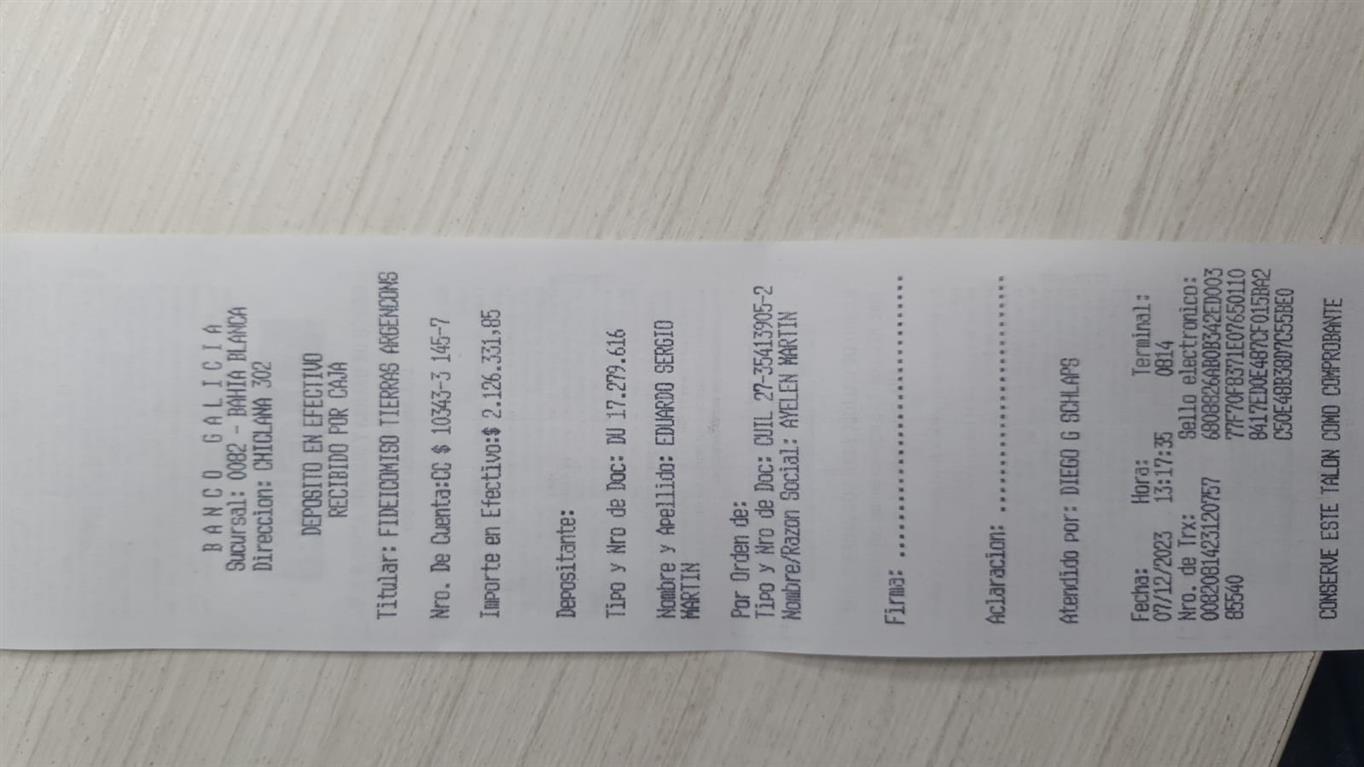 BANCO GALICIA
Sucursal: 0082 - BAHIA BLANCA
Direccion: CHICLANA 302
DEPOSITO EN EFECTIVO
RECIBIDO POR CAJA
Titular: FIDEICOMISO TIERRAS ARGENCONS
Nro. De Cuenta:CC $ 10343-3 145-7
Importe en Efectivo:$ 2.126.331,85
Depositante:
Tipo y Nro de Doc: DU 17.279.616
Nombre y Apellido: EDUARDO SERGIO
MARTIN
Por Orden de:
Tipo y Nro de Doc: CUIL 27-35413905-2
Nombre/Razon Social: AYELEN MARTIN
Firma: ........................................
Aclaracion: ...................................
Atendido por: DIEGO G SCHLAPS
Fecha: Hora: Terminal:
07/12/2023 13:17:35 0814
Nro. de Trx: Sello electronico:
0082081423120757 6808826AB0B342ED003
85540 77F70F8371E07650110
8417ED0E487CF015BA2
C50E48B38D7C55BE0
CONSERVE ESTE TALON COMO COMPROBANTE